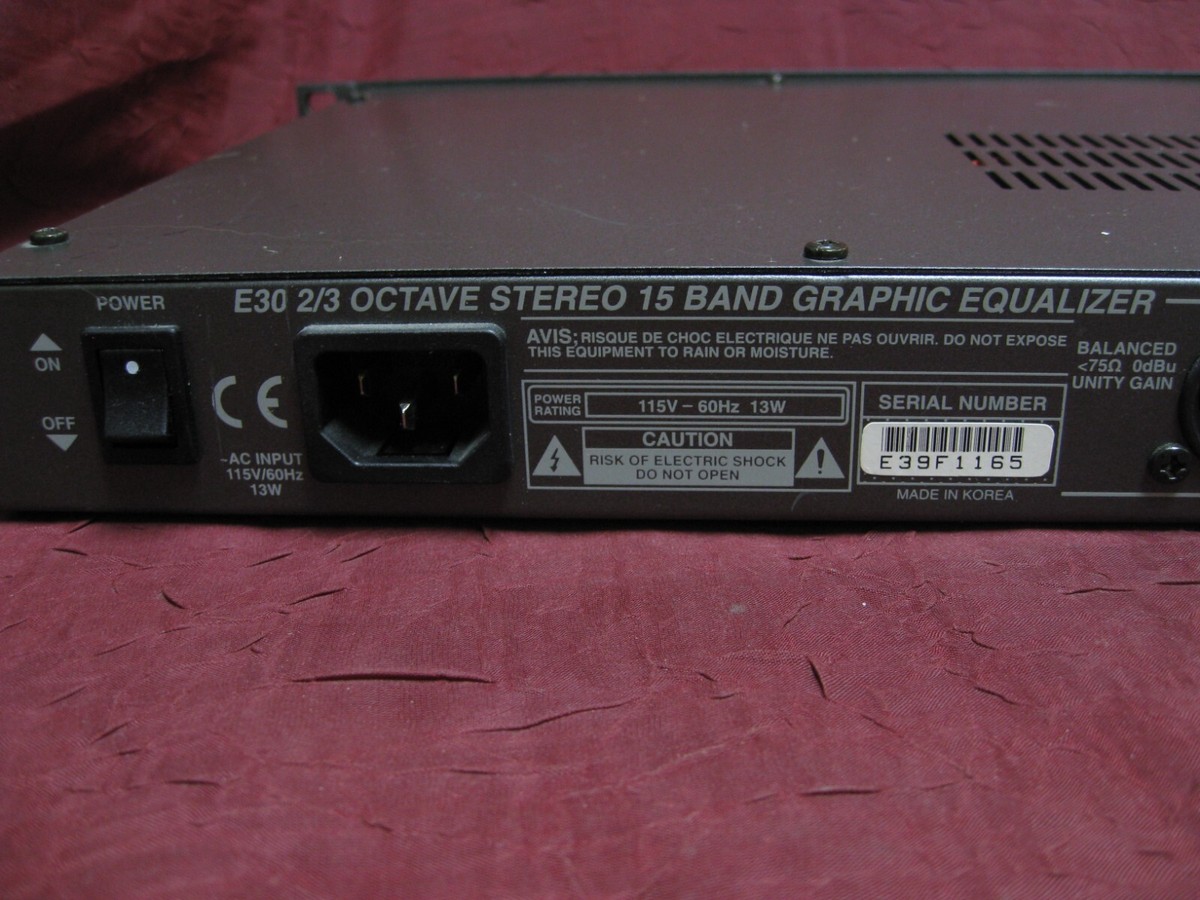 POWER
ON
OFF
E30 2/3 OCTAVE STEREO 15 BAND GRAPHIC EQUALIZER
CE
~AC INPUT
115V/60Hz
13W
AVIS; RISQUE DE CHOC ELECTRIQUE NE PAS OUVRIR. DO NOT EXPOSE
THIS EQUIPMENT TO RAIN OR MOISTURE.
POWER
RATING
115V – 60Hz 13W
CAUTION
RISK OF ELECTRIC SHOCK
DO NOT OPEN
SERIAL NUMBER
E39F1165
MADE IN KOREA
BALANCED
<75Ω 0dBu
UNITY GAIN